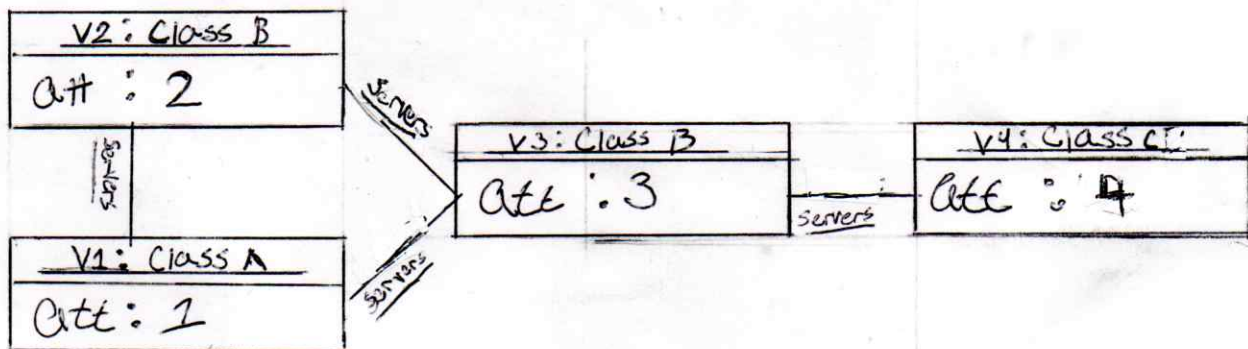 V2: Class B
att : 2
Servers
Servers
V3: Class B
att : 3
Servers
V4: Class C
att : 4
V1: Class A
att : 1
Servers